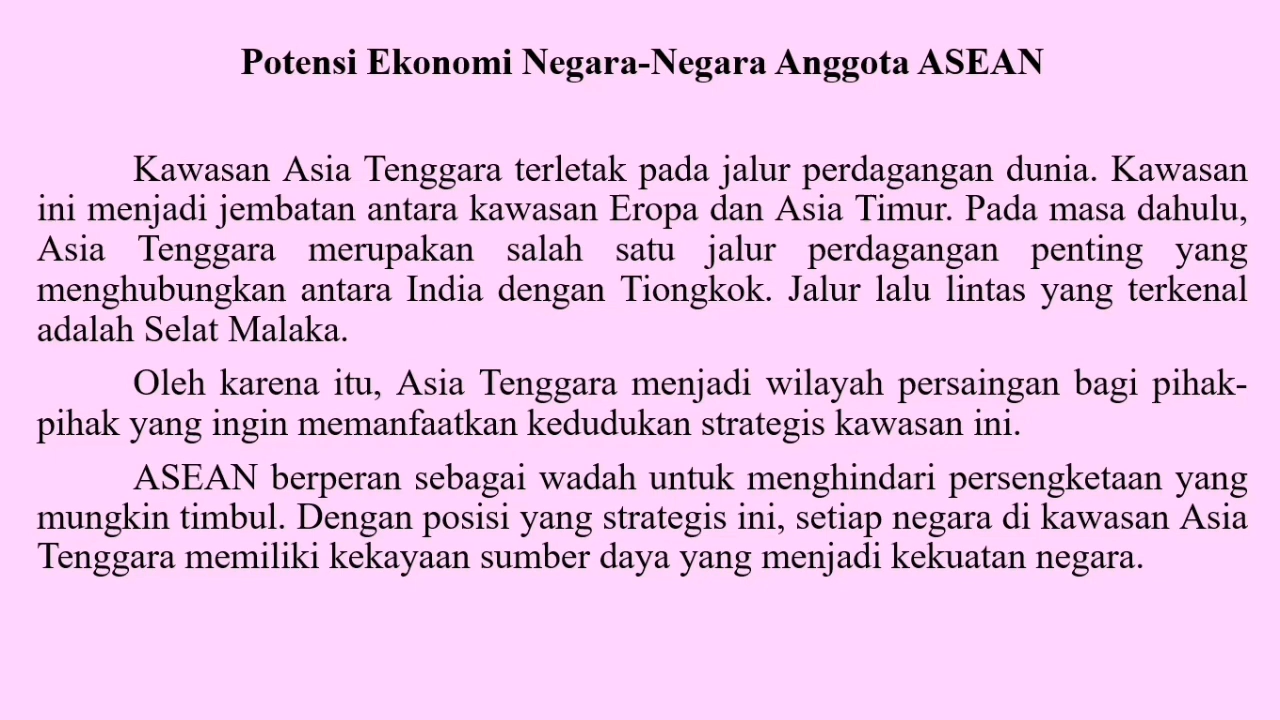 Potensi Ekonomi Negara-Negara Anggota ASEAN
Kawasan Asia Tenggara terletak pada jalur perdagangan dunia. Kawasan
ini menjadi jembatan antara kawasan Eropa dan Asia Timur. Pada masa dahulu,
Asia Tenggara merupakan salah satu jalur perdagangan penting yang
menghubungkan antara India dengan Tiongkok. Jalur lalu lintas yang terkenal
adalah Selat Malaka.
Oleh karena itu, Asia Tenggara menjadi wilayah persaingan bagi pihak-
pihak yang ingin memanfaatkan kedudukan strategis kawasan ini.
ASEAN berperan sebagai wadah untuk menghindari persengketaan yang
mungkin timbul. Dengan posisi yang strategis ini, setiap negara di kawasan Asia
Tenggara memiliki kekayaan sumber daya yang menjadi kekuatan negara.